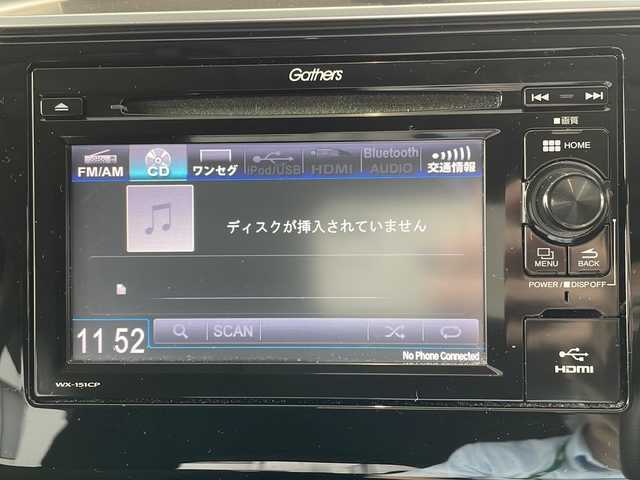 Gathers
■画質
HOME
FM/AM CD ワンセグ iPod/USB HDMI Bluetooth AUDIO 交通情報
ディスクが挿入されていません
MENU BACK
POWER/■DISP OFF
11 52
SCAN
No Phone Connected
HDMI
WX-151CP